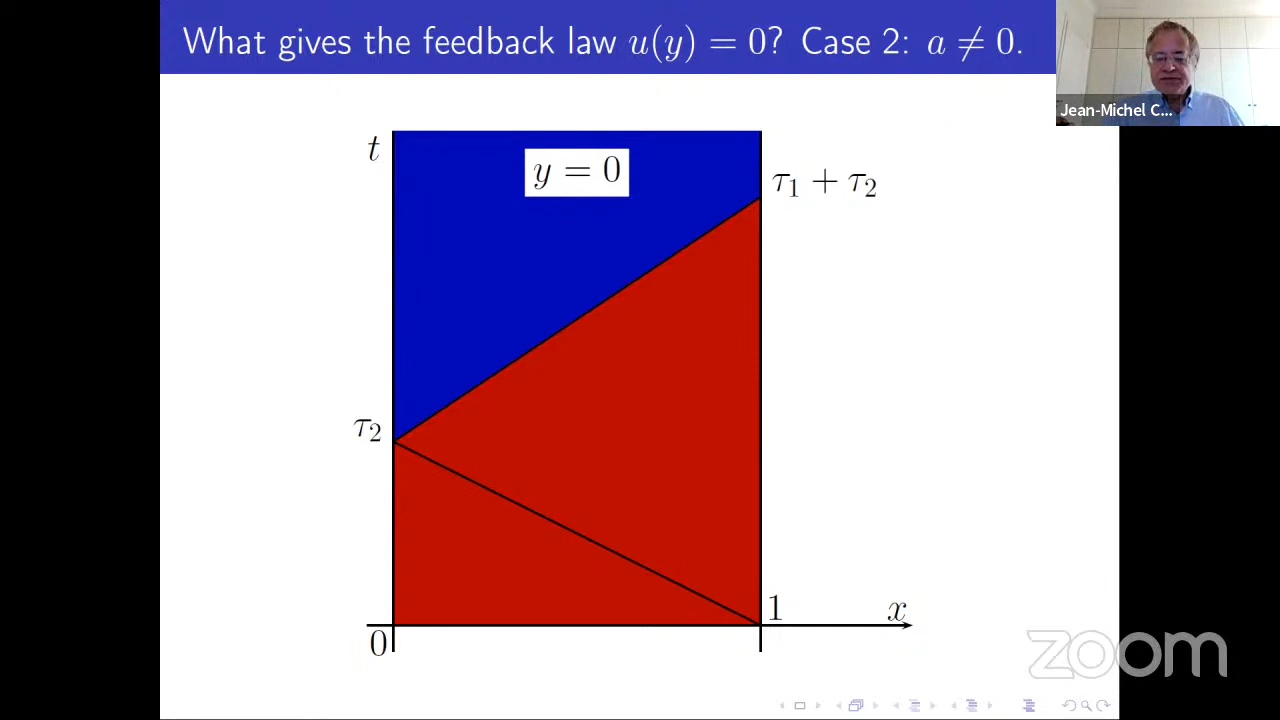 What gives the feedback law u(y) = 0? Case 2: a ≠ 0.
Jean-Michel C...
t
y = 0
τ₁ + τ₂
τ₂
1
x
0
zoom